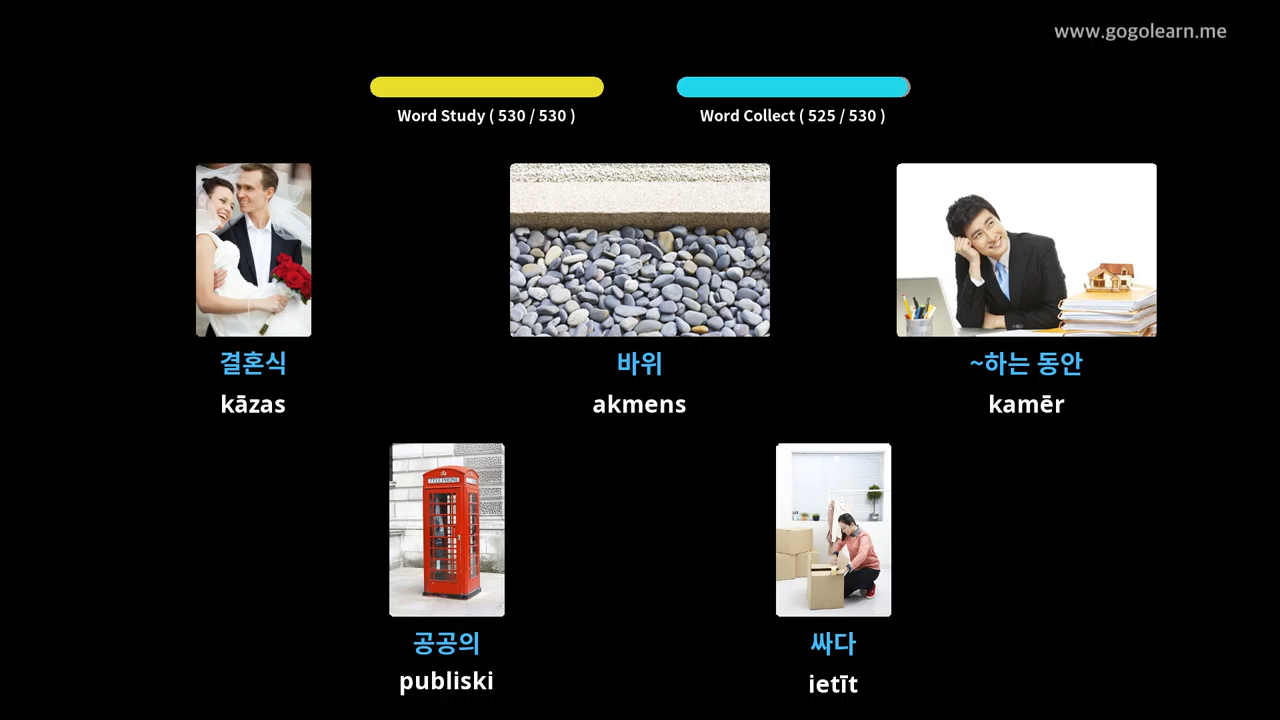 www.gogolearn.me
Word Study ( 530 / 530 )
Word Collect ( 525 / 530 )
결혼식
kāzas
바위
akmens
~하는 동안
kamēr
TELEPHONE
공공의
publiski
싸다
ietīt